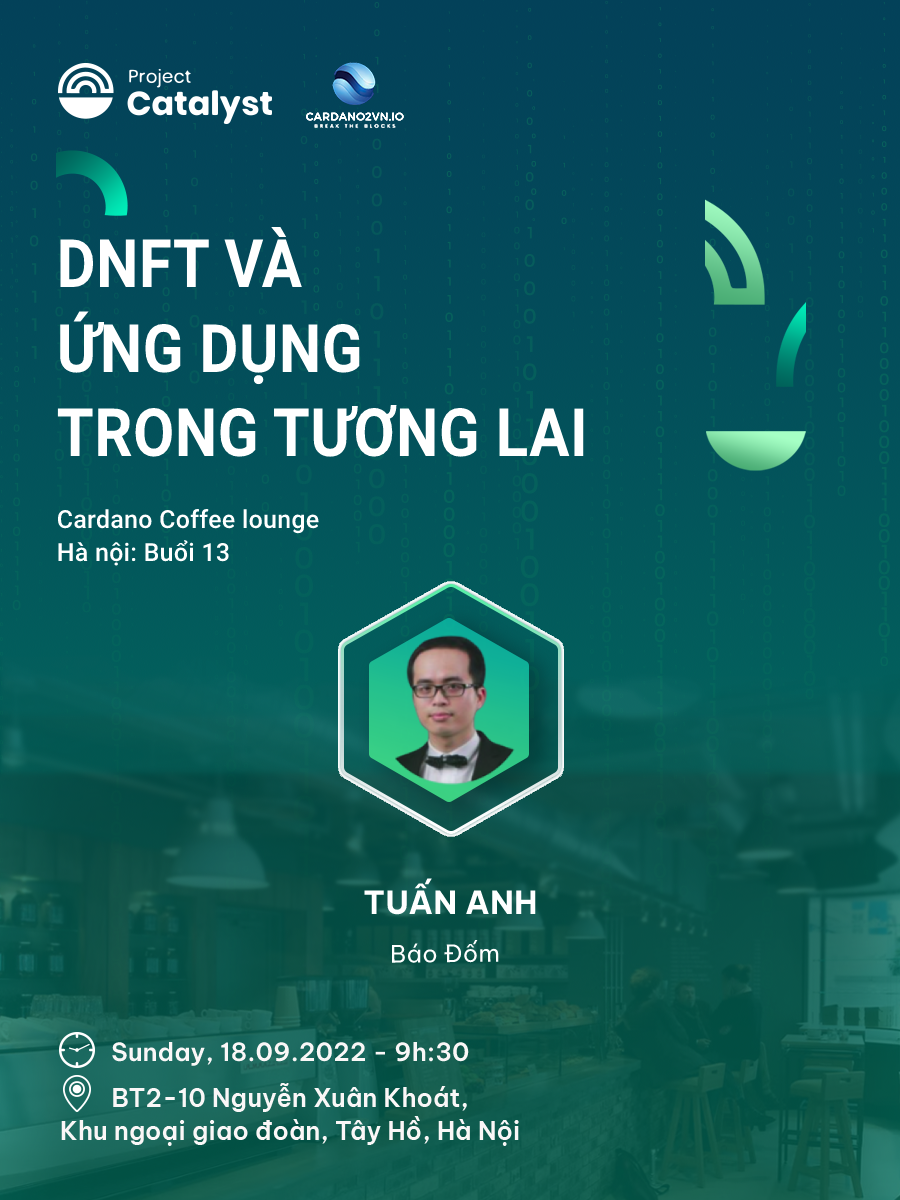 Project
Catalyst
CARDANO2VN.IO
BREAK THE BLOCKS
DNFT VÀ
ỨNG DỤNG
TRONG TƯƠNG LAI
Cardano Coffee lounge
Hà nội: Buổi 13
TUẤN ANH
Báo Đốm
Sunday, 18.09.2022 - 9h:30
BT2-10 Nguyễn Xuân Khoát,
Khu ngoại giao đoàn, Tây Hồ, Hà Nội